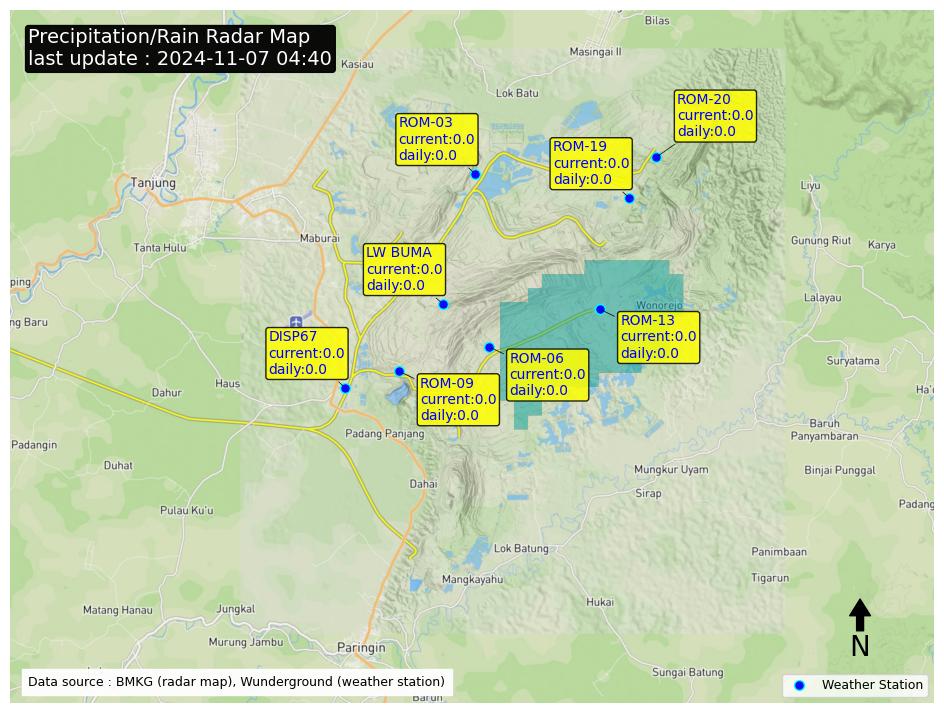 Precipitation/Rain Radar Map
last update : 2024-11-07 04:40
Bilas
Masingai II
Kasiau
Lok Batu
ROM-20
current:0.0
daily:0.0
ROM-03
current:0.0
daily:0.0
ROM-19
current:0.0
daily:0.0
Tanjung
Liyu
Maburai
Tanta Hulu
Gunung Riut
Karya
LW BUMA
current:0.0
daily:0.0
ping
Lalayau
Wonorejo
ng Baru
ROM-13
current:0.0
daily:0.0
DISP67
current:0.0
daily:0.0
ROM-06
current:0.0
daily:0.0
Suryatama
Haus
ROM-09
current:0.0
daily:0.0
Dahur
Ha'
Baruh
Panyambaran
Padang Panjang
Padangin
Duhat
Mungkur Uyam
Binjai Punggal
Dahai
Sirap
Padang
Pulau Ku'u
Lok Batung
Panimbaan
Mangkayahu
Tigarun
Hukai
Matang Hanau
Jungkal
Murung Jambu
Paringin
N
Sungai Batung
Data source : BMKG (radar map), Wunderground (weather station)
Weather Station
Barun